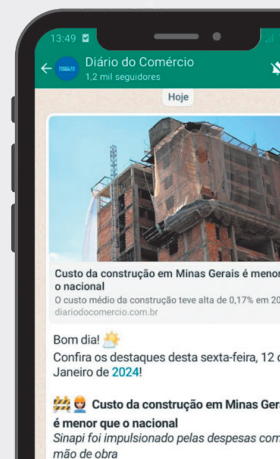 13:49
Diário do Comércio
1,2 mil seguidores
Hoje
Custo da construção em Minas Gerais é menor
o nacional
O custo médio da construção teve alta de 0,17% em 20
diariodocomercio.com.br
Bom dia!
Confira os destaques desta sexta-feira, 12 d
Janeiro de 2024!
Custo da construção em Minas Ger
é menor que o nacional
Sinapi foi impulsionado pelas despesas com
mão de obra